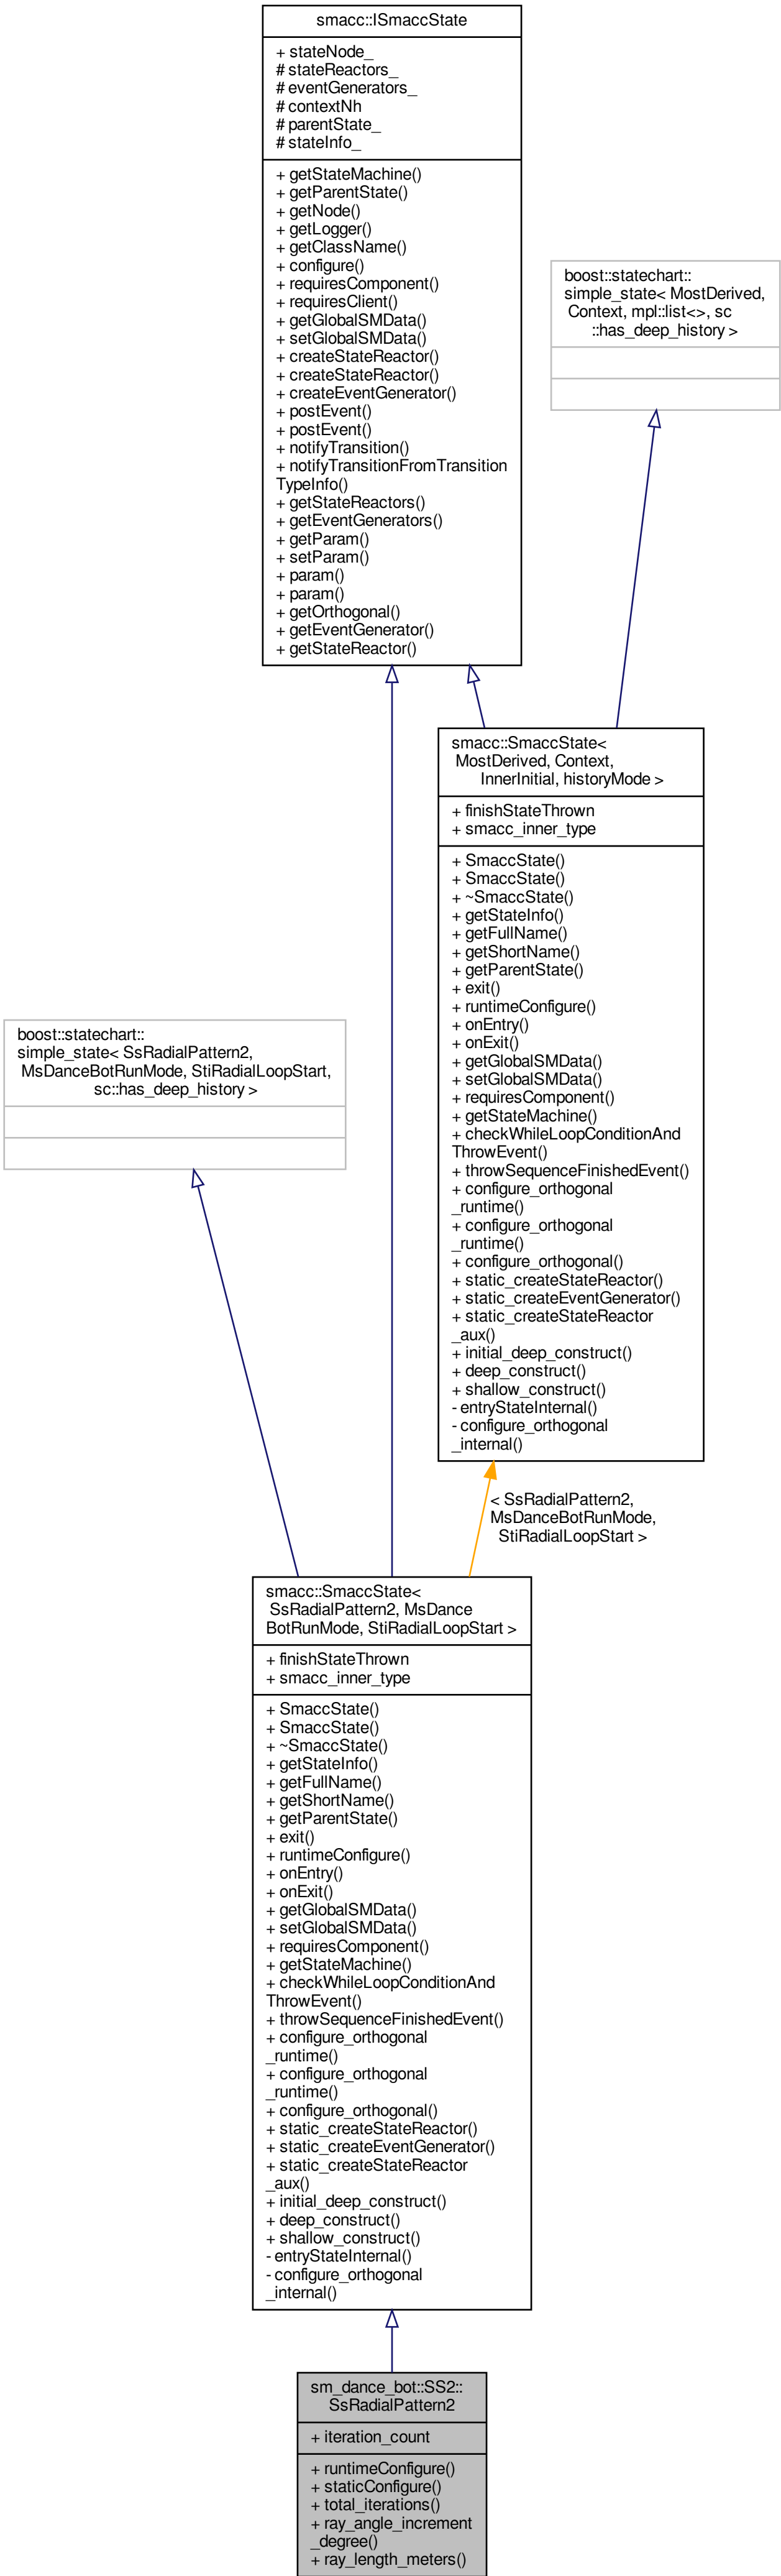 smacc::ISmaccState
+ stateNode_
# stateReactors_
# eventGenerators_
# contextNh
# parentState_
# stateInfo_
+ getStateMachine()
+ getParentState()
+ getNode()
+ getLogger()
+ getClassName()
+ configure()
+ requiresComponent()
+ requiresClient()
+ getGlobalSMData()
+ setGlobalSMData()
+ createStateReactor()
+ createStateReactor()
+ createEventGenerator()
+ postEvent()
+ postEvent()
+ notifyTransition()
+ notifyTransitionFromTransition
TypeInfo()
+ getStateReactors()
+ getEventGenerators()
+ getParam()
+ setParam()
+ param()
+ param()
+ getOrthogonal()
+ getEventGenerator()
+ getStateReactor()
boost::statechart::
simple_state< MostDerived,
Context, mpl::list<>, sc
::has_deep_history >
smacc::SmaccState<
MostDerived, Context,
InnerInitial, historyMode >
+ finishStateThrown
+ smacc_inner_type
+ SmaccState()
+ SmaccState()
+ ~SmaccState()
+ getStateInfo()
+ getFullName()
+ getShortName()
+ getParentState()
+ exit()
+ runtimeConfigure()
+ onEntry()
+ onExit()
+ getGlobalSMData()
+ setGlobalSMData()
+ requiresComponent()
+ getStateMachine()
+ checkWhileLoopConditionAnd
ThrowEvent()
+ throwSequenceFinishedEvent()
+ configure_orthogonal
_runtime()
+ configure_orthogonal
_runtime()
+ configure_orthogonal()
+ static_createStateReactor()
+ static_createEventGenerator()
+ static_createStateReactor
_aux()
+ initial_deep_construct()
+ deep_construct()
+ shallow_construct()
- entryStateInternal()
- configure_orthogonal
_internal()
boost::statechart::
simple_state< SsRadialPattern2,
MsDanceBotRunMode, StiRadialLoopStart,
sc::has_deep_history >
< SsRadialPattern2,
MsDanceBotRunMode,
StiRadialLoopStart >
smacc::SmaccState<
SsRadialPattern2, MsDance
BotRunMode, StiRadialLoopStart >
+ finishStateThrown
+ smacc_inner_type
+ SmaccState()
+ SmaccState()
+ ~SmaccState()
+ getStateInfo()
+ getFullName()
+ getShortName()
+ getParentState()
+ exit()
+ runtimeConfigure()
+ onEntry()
+ onExit()
+ getGlobalSMData()
+ setGlobalSMData()
+ requiresComponent()
+ getStateMachine()
+ checkWhileLoopConditionAnd
ThrowEvent()
+ throwSequenceFinishedEvent()
+ configure_orthogonal
_runtime()
+ configure_orthogonal
_runtime()
+ configure_orthogonal()
+ static_createStateReactor()
+ static_createEventGenerator()
+ static_createStateReactor
_aux()
+ initial_deep_construct()
+ deep_construct()
+ shallow_construct()
- entryStateInternal()
- configure_orthogonal
_internal()
sm_dance_bot::SS2::
SsRadialPattern2
+ iteration_count
+ runtimeConfigure()
+ staticConfigure()
+ total_iterations()
+ ray_angle_increment
_degree()
+ ray_length_meters()